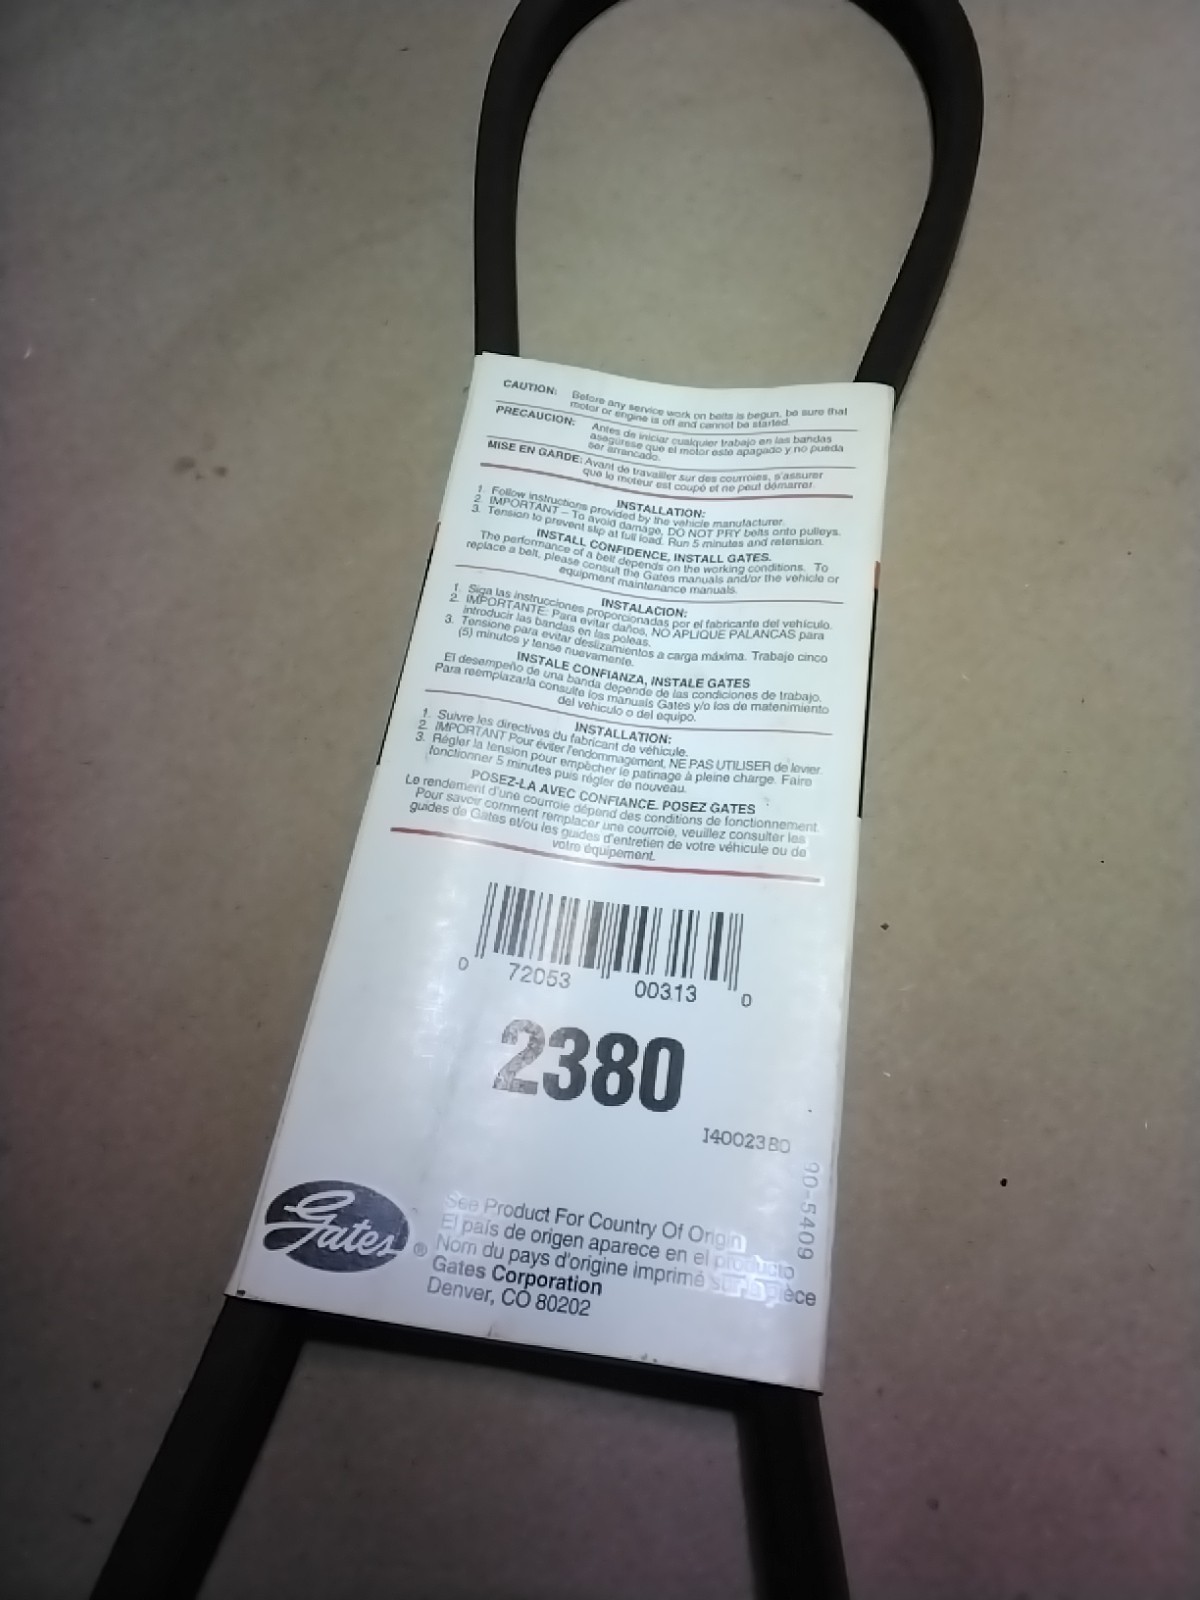 CAUTION: Before any service work on belts is begun, be sure that
motor or engine is off and cannot be started.
PRECAUCION: Antes de iniciar cualquier trabajo en las bandas
asegúrese que el motor este apagado y no pueda
ser arrancado.
MISE EN GARDE: Avant de travailler sur des courroies, s'assurer
que le moteur est coupé et ne peut démarrer.
INSTALLATION:
1. Follow instructions provided by the vehicle manufacturer.
2. IMPORTANT – To avoid damage, DO NOT PRY belts onto pulleys.
3. Tension to prevent slip at full load. Run 5 minutes and retension.
INSTALL CONFIDENCE, INSTALL GATES.
The performance of a belt depends on the working conditions. To
replace a belt, please consult the Gates manuals and/or the vehicle or
equipment maintenance manuals.
INSTALACION:
1. Siga las instrucciones proporcionadas por el fabricante del vehículo.
2. IMPORTANTE: Para evitar daños, NO APLIQUE PALANCAS para
introducir las bandas en las poleas.
3. Tensione para evitar deslizamientos a carga máxima. Trabaje cinco
(5) minutos y tense nuevamente.
INSTALE CONFIANZA, INSTALE GATES
El desempeño de una banda depende de las condiciones de trabajo.
Para reemplazarla consulte los manuals Gates y/o los de matenimiento
del vehiculo o del equipo.
INSTALLATION:
1. Suivre les directives du fabricant de véhicule.
2. IMPORTANT Pour éviter l'endommagement, NE PAS UTILISER de levier.
3. Régler la tension pour empêcher le patinage à pleine charge. Faire
fonctionner 5 minutes puis régler de nouveau.
POSEZ-LA AVEC CONFIANCE. POSEZ GATES
Le rendement d'une courroie dépend des conditions de fonctionnement.
Pour savoir comment remplacer une courroie, veuillez consulter les
guides de Gates et/ou les guides d'entretien de votre véhicule ou de
votre équipement.
0 72053 00313 0
2380
I4002380
90-5409
Gates ®
See Product For Country Of Origin
El país de origen aparece en el producto
Nom du pays d'origine imprimé sur la pièce
Gates Corporation
Denver, CO 80202